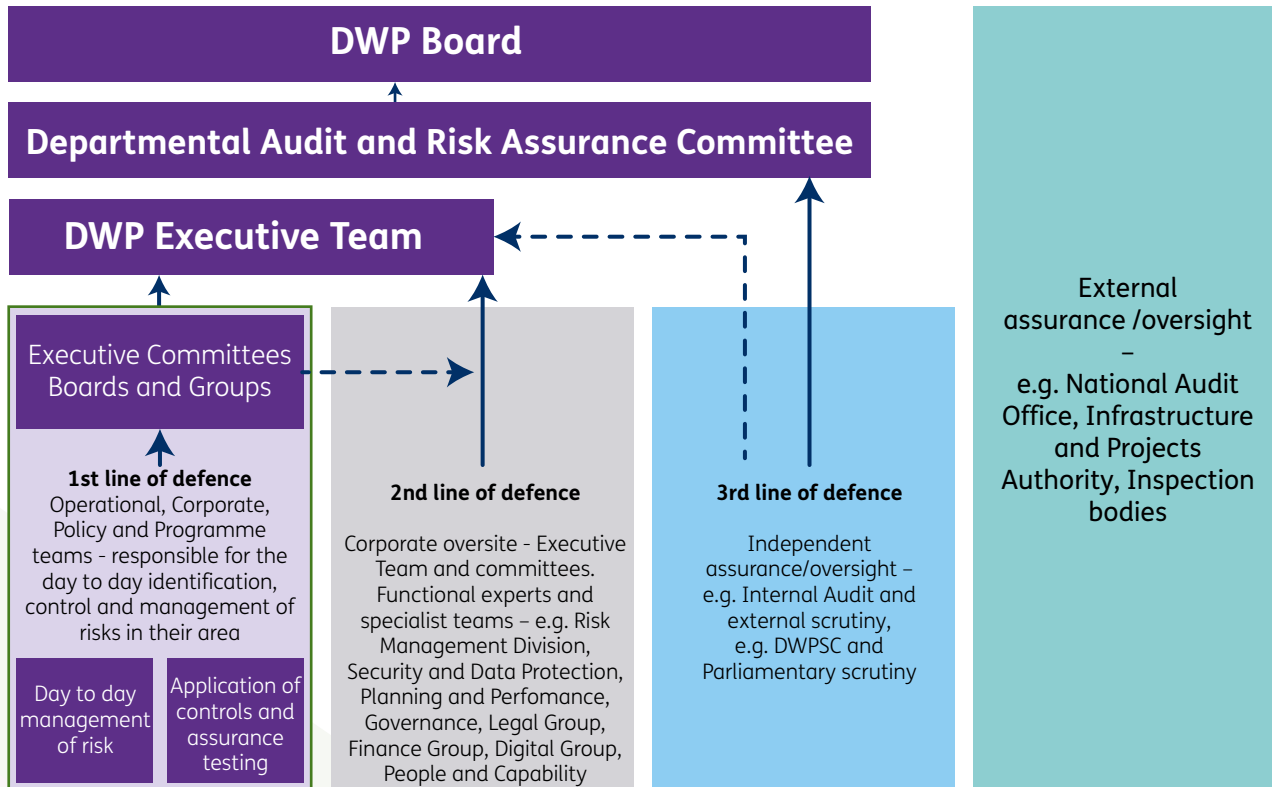 DWP Board
Departmental Audit and Risk Assurance Committee
DWP Executive Team
Executive Committees
Boards and Groups
1st line of defence
Operational, Corporate,
Policy and Programme
teams - responsible for the
day to day identification,
control and management of
risks in their area
Day to day
management
of risk
Application of
controls and
assurance
testing
2nd line of defence
Corporate oversite - Executive
Team and committees.
Functional experts and
specialist teams – e.g. Risk
Management Division,
Security and Data Protection,
Planning and Perfomance,
Governance, Legal Group,
Finance Group, Digital Group,
People and Capability
3rd line of defence
Independent
assurance/oversight –
e.g. Internal Audit and
external scrutiny,
e.g. DWPSC and
Parliamentary scrutiny
External
assurance /oversight
–
e.g. National Audit
Office, Infrastructure
and Projects
Authority, Inspection
bodies